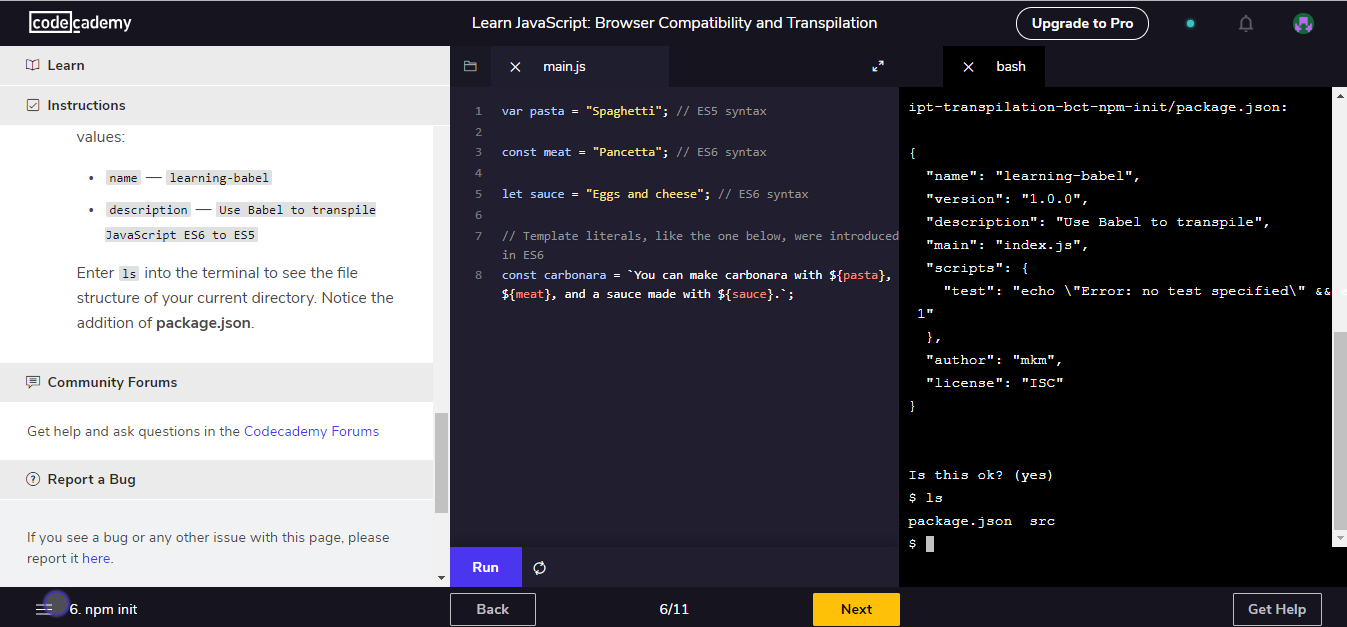 codecademy
Learn JavaScript: Browser Compatibility and Transpilation
Upgrade to Pro
Learn
Instructions
values:
• name — learning-babel
• description — Use Babel to transpile
JavaScript ES6 to ES5
Enter ls into the terminal to see the file
structure of your current directory. Notice the
addition of package.json.
Community Forums
Get help and ask questions in the Codecademy Forums
Report a Bug
If you see a bug or any other issue with this page, please
report it here.
main.js
1 var pasta = "Spaghetti"; // ES5 syntax
2
3 const meat = "Pancetta"; // ES6 syntax
4
5 let sauce = "Eggs and cheese"; // ES6 syntax
6
7 // Template literals, like the one below, were introduced
in ES6
8 const carbonara = `You can make carbonara with ${pasta},
${meat}, and a sauce made with ${sauce}.`;
Run
bash
ipt-transpilation-bct-npm-init/package.json:
{
"name": "learning-babel",
"version": "1.0.0",
"description": "Use Babel to transpile",
"main": "index.js",
"scripts": {
"test": "echo \"Error: no test specified\" &&
1"
},
"author": "mkm",
"license": "ISC"
}
Is this ok? (yes)
$ ls
package.json src
$
6. npm init
Back
6/11
Next
Get Help